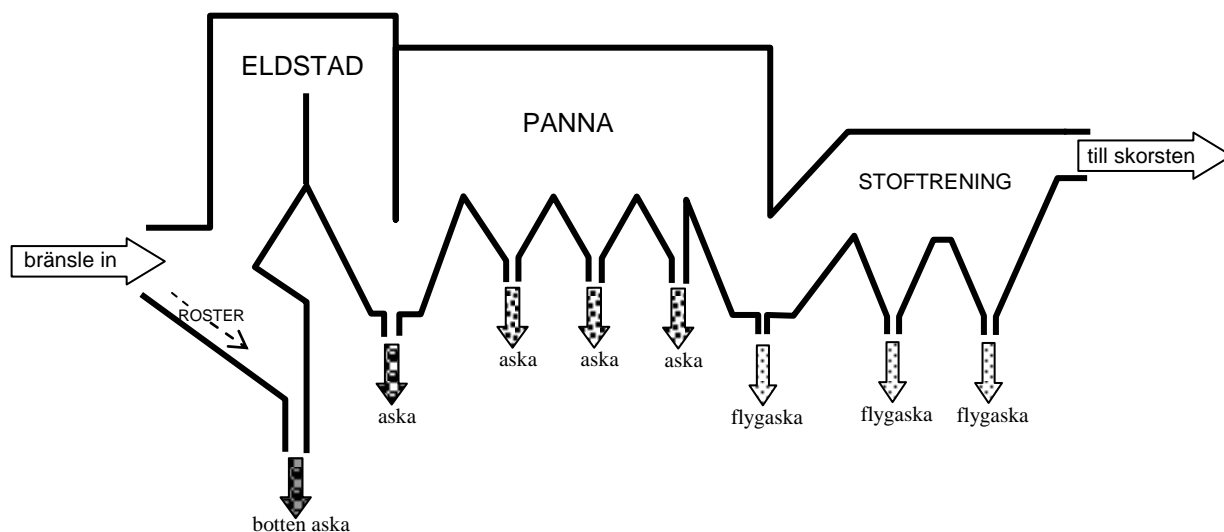 ELDSTAD
PANNA
till skorsten
STOFTRENING
bränsle in
ROSTER
aska
aska
aska
aska
flygaska
flygaska
flygaska
botten aska